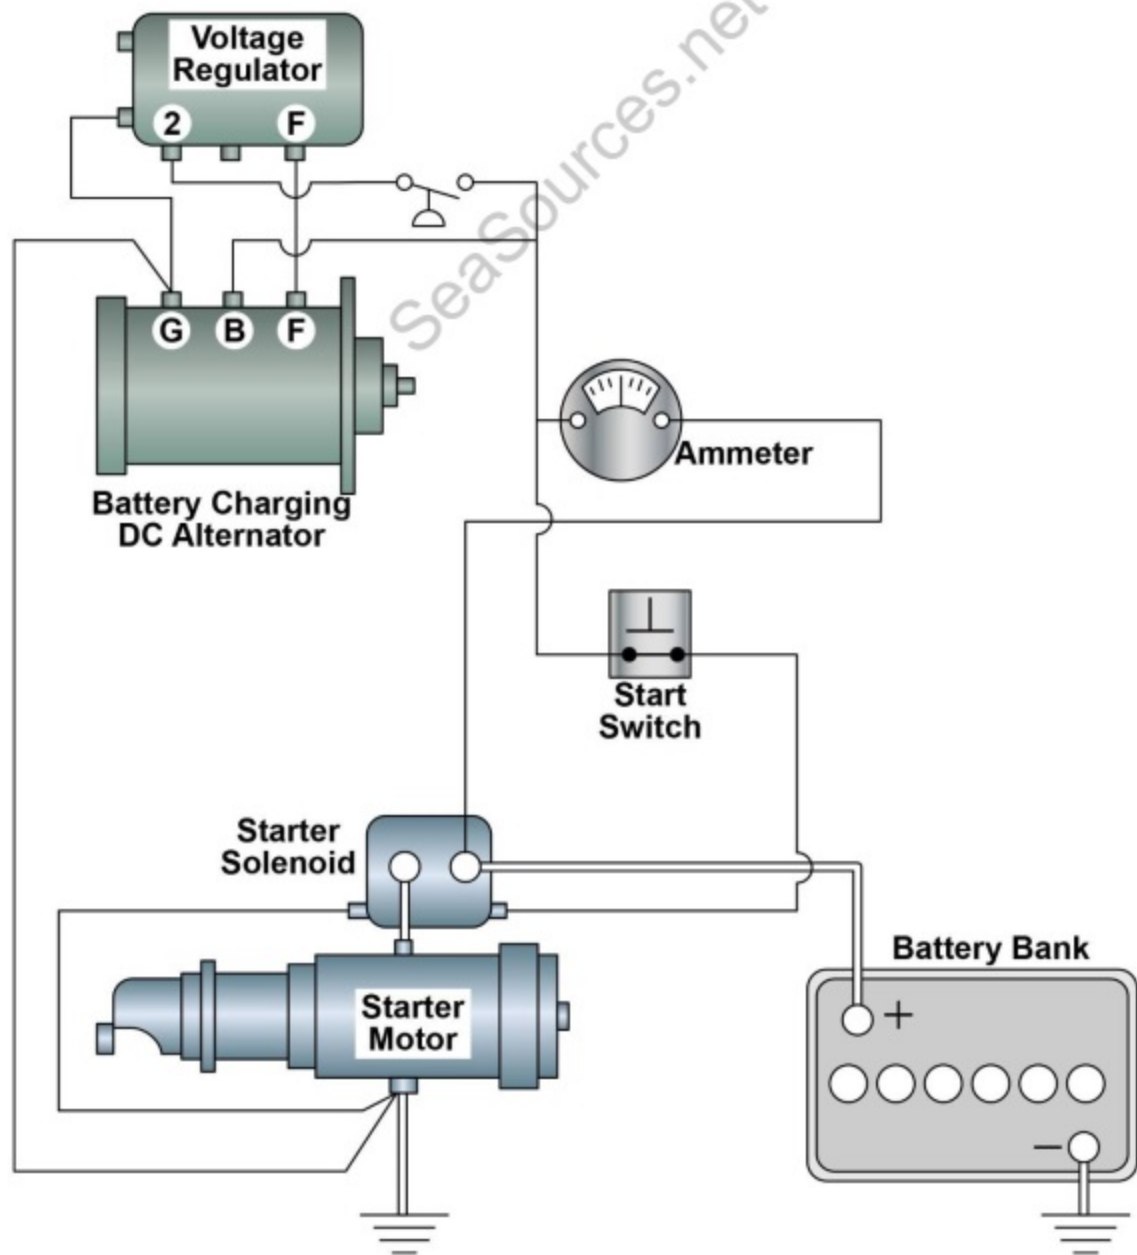 Voltage
Regulator
2 F
SeaSources.net
G B F
Battery Charging
DC Alternator
Ammeter
Start
Switch
Starter
Solenoid
Battery Bank
+
Starter
Motor
−